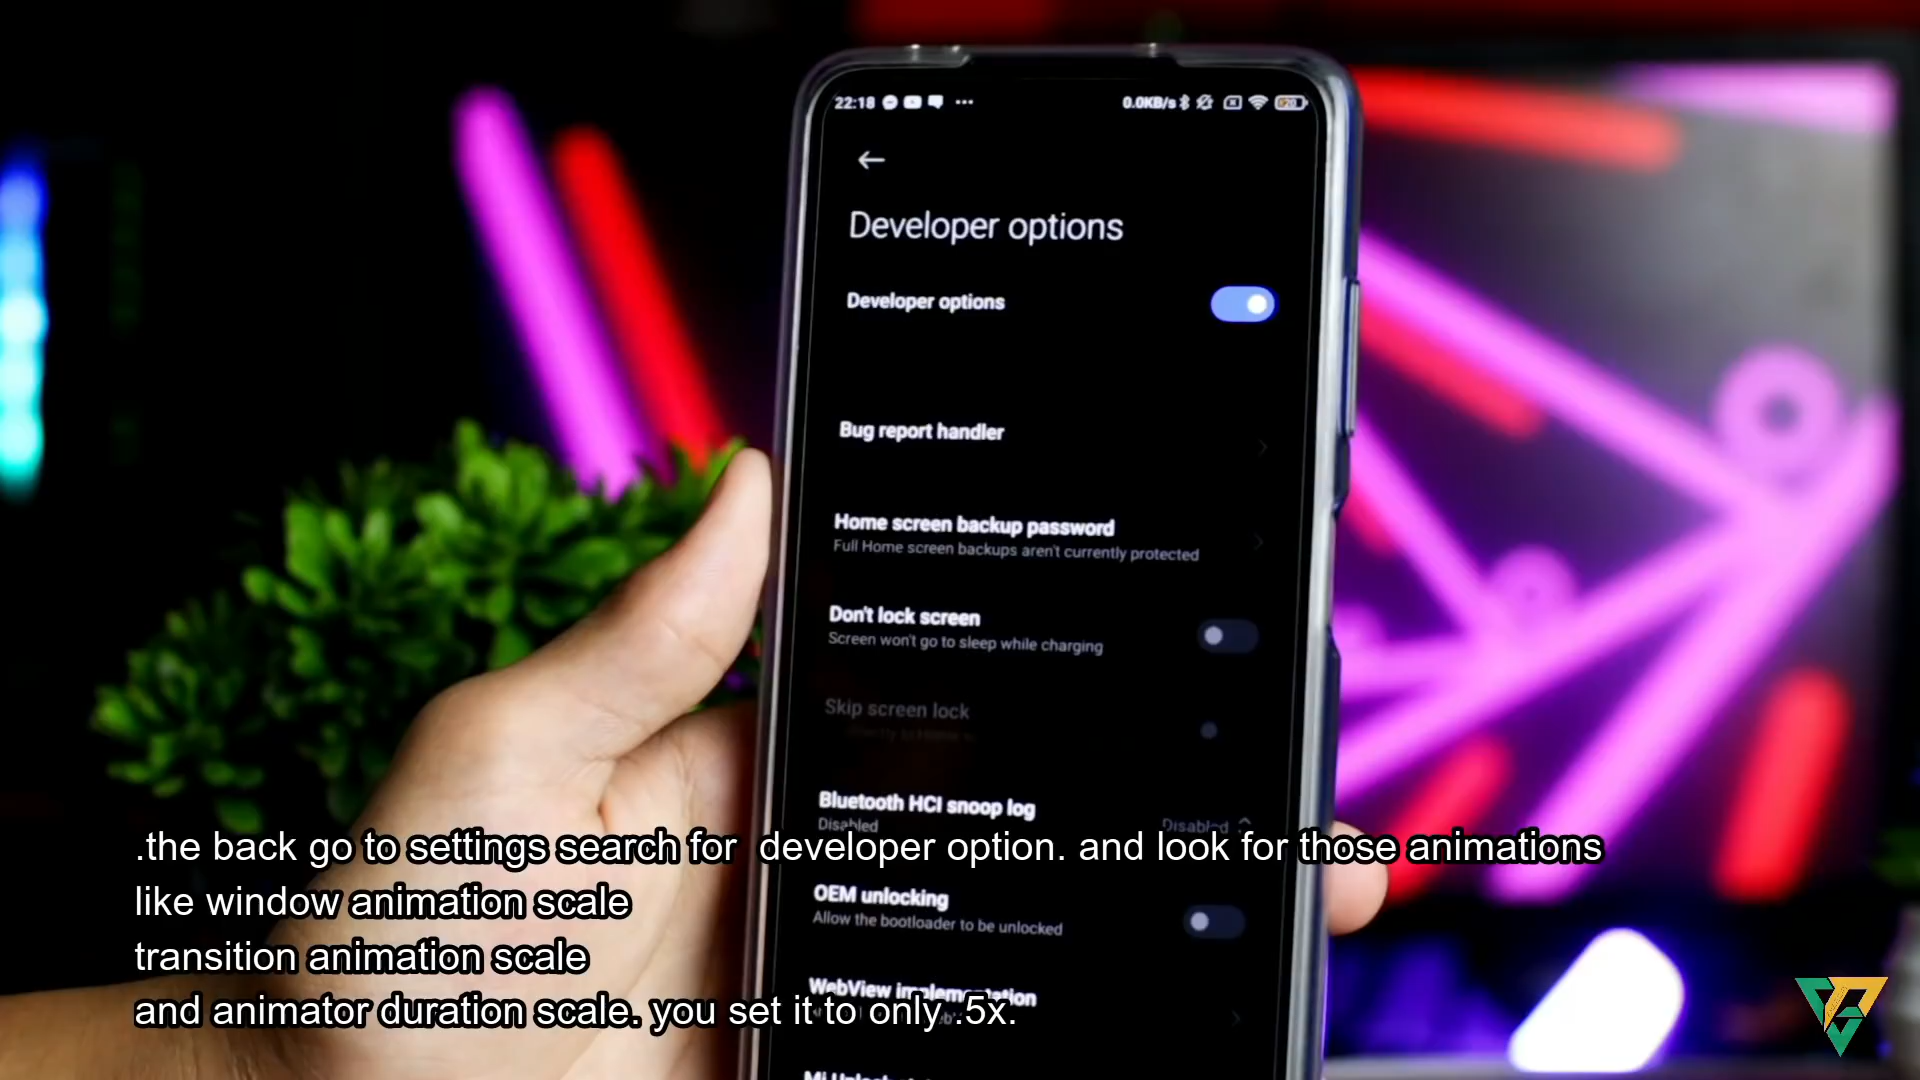 22:18
0.0KB/s
20
Developer options
Developer options
Bug report handler
Home screen backup password
Full Home screen backups aren't currently protected
Don't lock screen
Screen won't go to sleep while charging
Skip screen lock
Bluetooth HCI snoop log
Disabled
Disabled
.the back go to settings search for developer option. and look for those animations
like window animation scale
OEM unlocking
Allow the bootloader to be unlocked
transition animation scale
WebView implementation
and animator duration scale. you set it to only .5x.